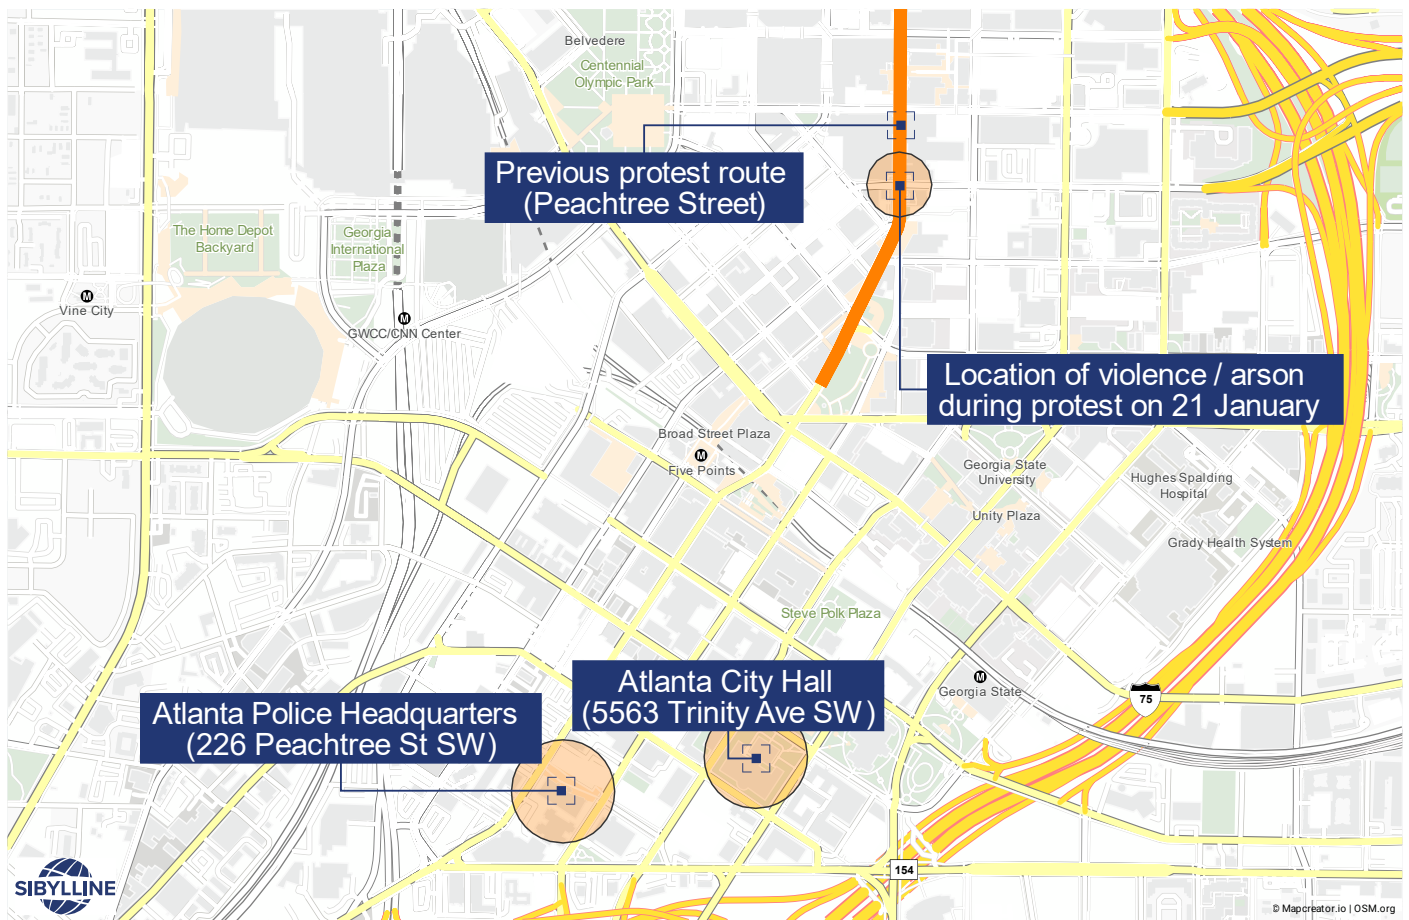 Belvedere
Centennial
Olympic Park
Previous protest route
(Peachtree Street)
The Home Depot
Backyard
Georgia
International
Plaza
M
Vine City
M
GWCC/CNN Center
Location of violence / arson
during protest on 21 January
Broad Street Plaza
M
Five Points
Georgia State
University
Hughes Spalding
Hospital
Unity Plaza
Grady Health System
Steve Polk Plaza
Atlanta City Hall
(5563 Trinity Ave SW)
M
Georgia State
75
Atlanta Police Headquarters
(226 Peachtree St SW)
154
SIBYLLINE
© Mapcreator.io | OSM.org